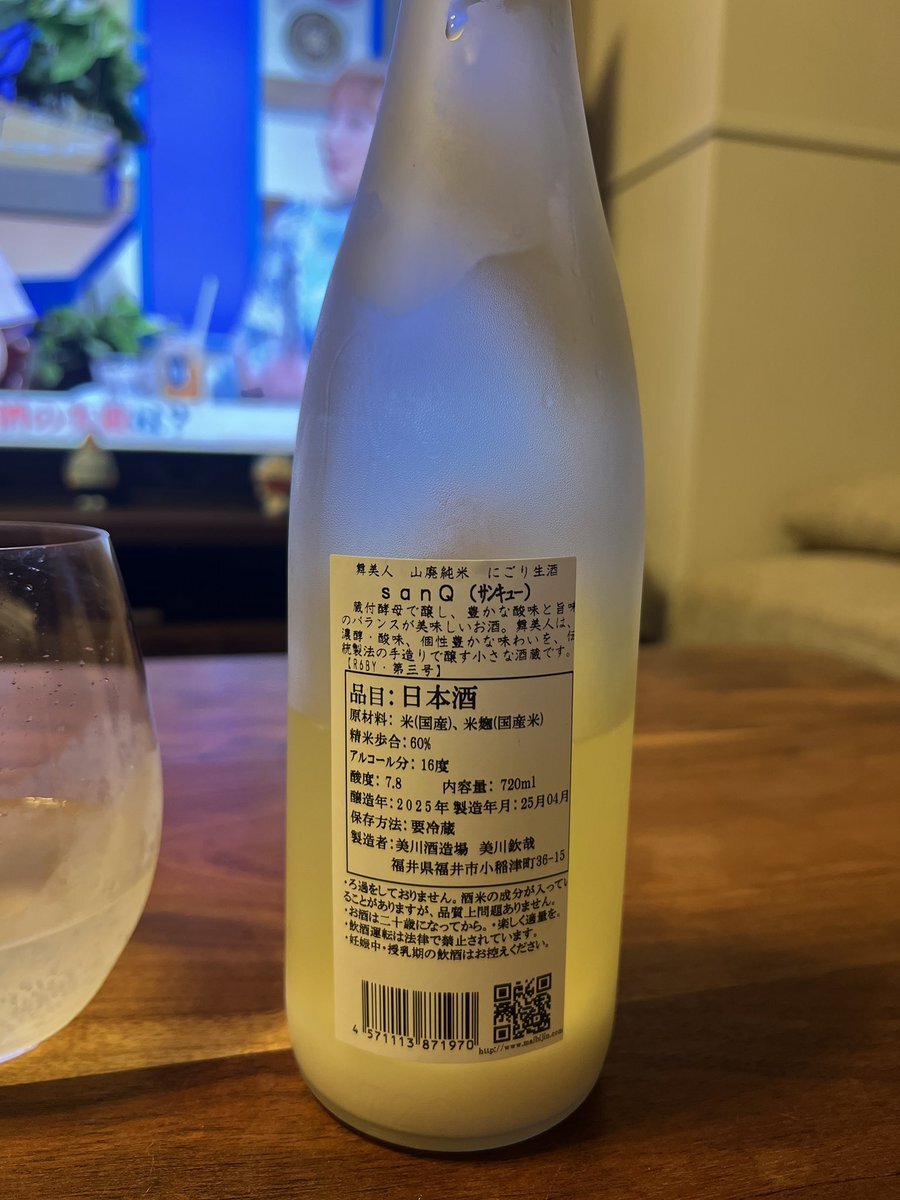 舞美人 山廃純米 にごり生酒
sanQ (サンキュー)
蔵付酵母で醸し、豊かな酸味と旨味
のバランスが美味しいお酒。舞美人は、
濃醇・酸味、個性豊かな味わいを、伝
統製法の手造りで醸す小さな酒蔵です。
【R6BY・第三号】
品目：日本酒
原材料：米(国産)、米麹(国産米)
精米歩合：60%
アルコール分：16度
酸度：7.8 内容量：720ml
醸造年：2025年 製造年月：25月04月
保存方法：要冷蔵
製造者：美川酒造場 美川欽哉
福井県福井市小稲津町36-15
・ろ過をしておりません。酒米の成分が入ってい
ることがありますが、品質上問題ありません。
・お酒は二十歳になってから。・楽しく適量を。
・飲酒運転は法律で禁止されています。
・妊娠中・授乳期の飲酒はお控えください。
4 571113 871970
http://www.maibijin.com